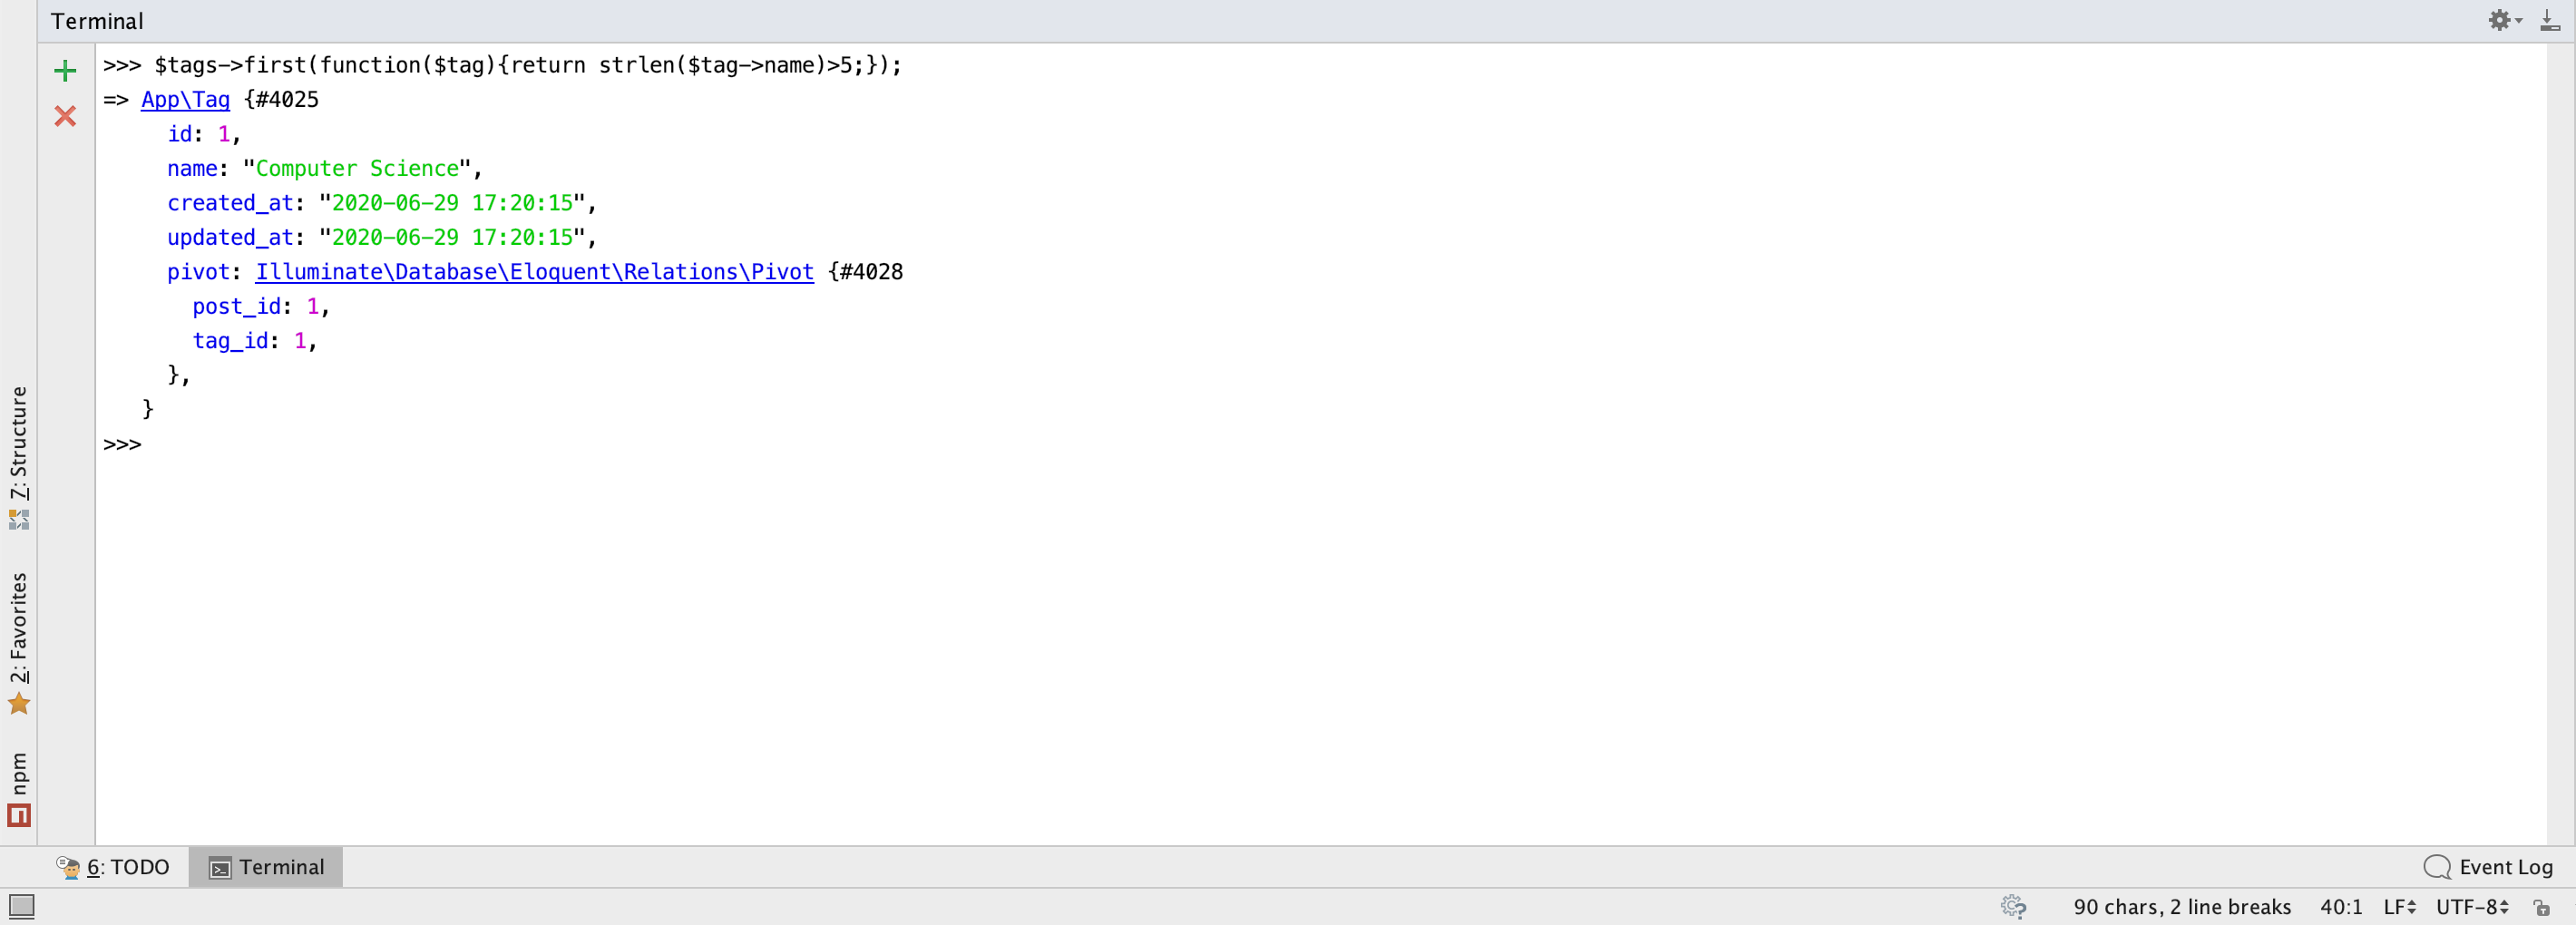 Terminal
>>> $tags->first(function($tag){return strlen($tag->name)>5;});
=> App\Tag {#4025
id: 1,
name: "Computer Science",
created_at: "2020-06-29 17:20:15",
updated_at: "2020-06-29 17:20:15",
pivot: Illuminate\Database\Eloquent\Relations\Pivot {#4028
post_id: 1,
tag_id: 1,
},
}
>>>
7: Structure
2: Favorites
npm
6: TODO
Terminal
Event Log
90 chars, 2 line breaks 40:1 LF UTF-8